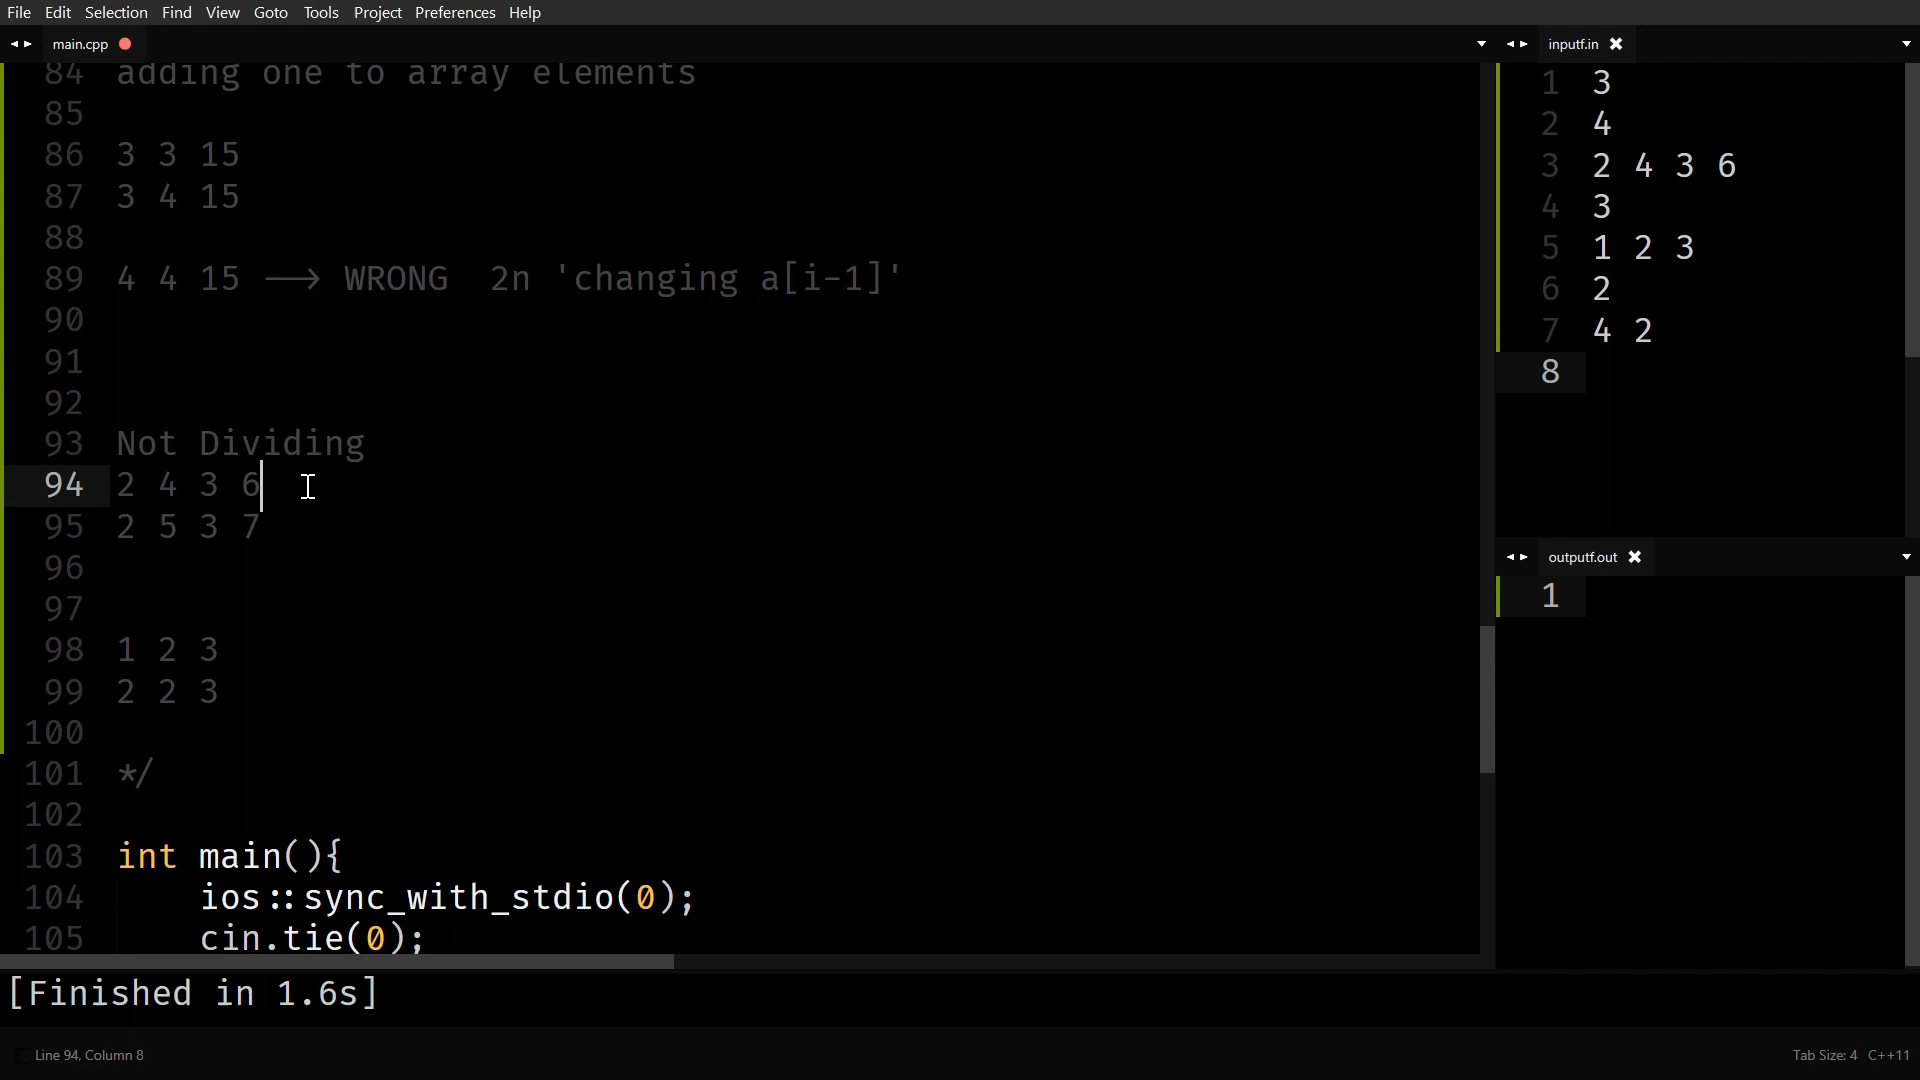 File Edit Selection Find View Goto Tools Project Preferences Help
main.cpp
84 adding one to array elements
85
86 3 3 15
87 3 4 15
88
89 4 4 15 --> WRONG 2n 'changing a[i-1]'
90
91
92
93 Not Dividing
94 2 4 3 6
95 2 5 3 7
96
97
98 1 2 3
99 2 2 3
100
101 */
102
103 int main(){
104 ios::sync_with_stdio(0);
105 cin.tie(0);
inputf.in
1 3
2 4
3 2 4 3 6
4 3
5 1 2 3
6 2
7 4 2
8
outputf.out
1
[Finished in 1.6s]
Line 94, Column 8
Tab Size: 4 C++11